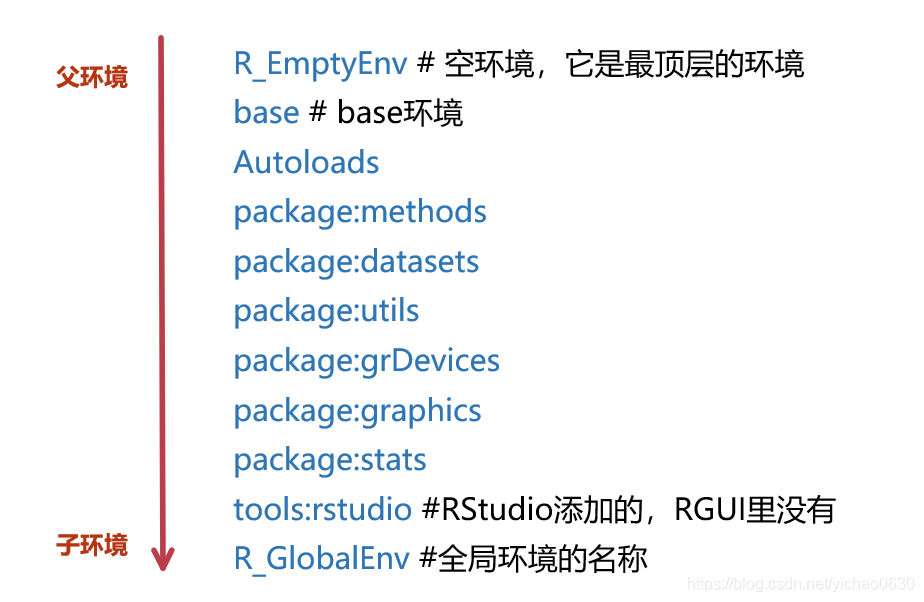 父环境
R_EmptyEnv # 空环境，它是最顶层的环境
base # base环境
Autoloads
package:methods
package:datasets
package:utils
package:grDevices
package:graphics
package:stats
tools:rstudio #RStudio添加的，RGUI里没有
子环境
R_GlobalEnv #全局环境的名称
https://blog.csdn.net/yichao0630